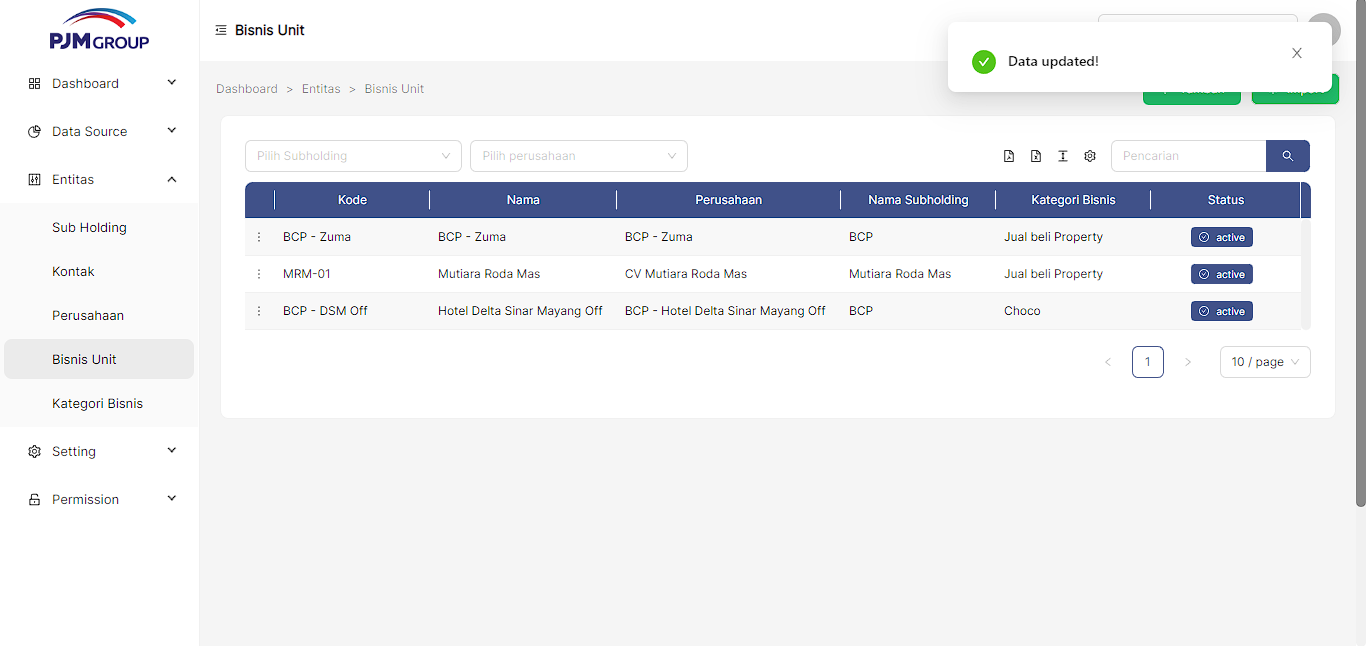 PJM GROUP
Dashboard
Data Source
Entitas
Sub Holding
Kontak
Perusahaan
Bisnis Unit
Kategori Bisnis
Setting
Permission
Bisnis Unit
Data updated!
Dashboard > Entitas > Bisnis Unit
Pilih Subholding
Pilih perusahaan
Pencarian
Kode Nama Perusahaan Nama Subholding Kategori Bisnis Status
BCP - Zuma BCP - Zuma BCP - Zuma BCP Jual beli Property active
MRM-01 Mutiara Roda Mas CV Mutiara Roda Mas Mutiara Roda Mas Jual beli Property active
BCP - DSM Off Hotel Delta Sinar Mayang Off BCP - Hotel Delta Sinar Mayang Off BCP Choco active
< 1 > 10 / page